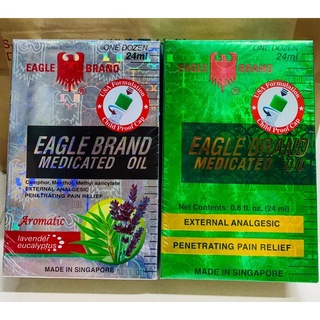 ONE DOZEN
24ml
EAGLE BRAND
USA Formulation
Child Proof Cap
EAGLE BRAND
MEDICATED OIL
Camphor, Menthol, Methyl salicylate
EXTERNAL ANALGESIC
PENETRATING PAIN RELIEF
Aromatic
lavender
eucalyptus
MADE IN SINGAPORE
ONE DOZEN
24ml
EAGLE BRAND
USA Formulation
Child Proof Cap
EAGLE BRAND
MEDICATED OIL
Net Contents: 0.8 fl. oz. (24 ml)
EXTERNAL ANALGESIC
PENETRATING PAIN RELIEF
MADE IN SINGAPORE